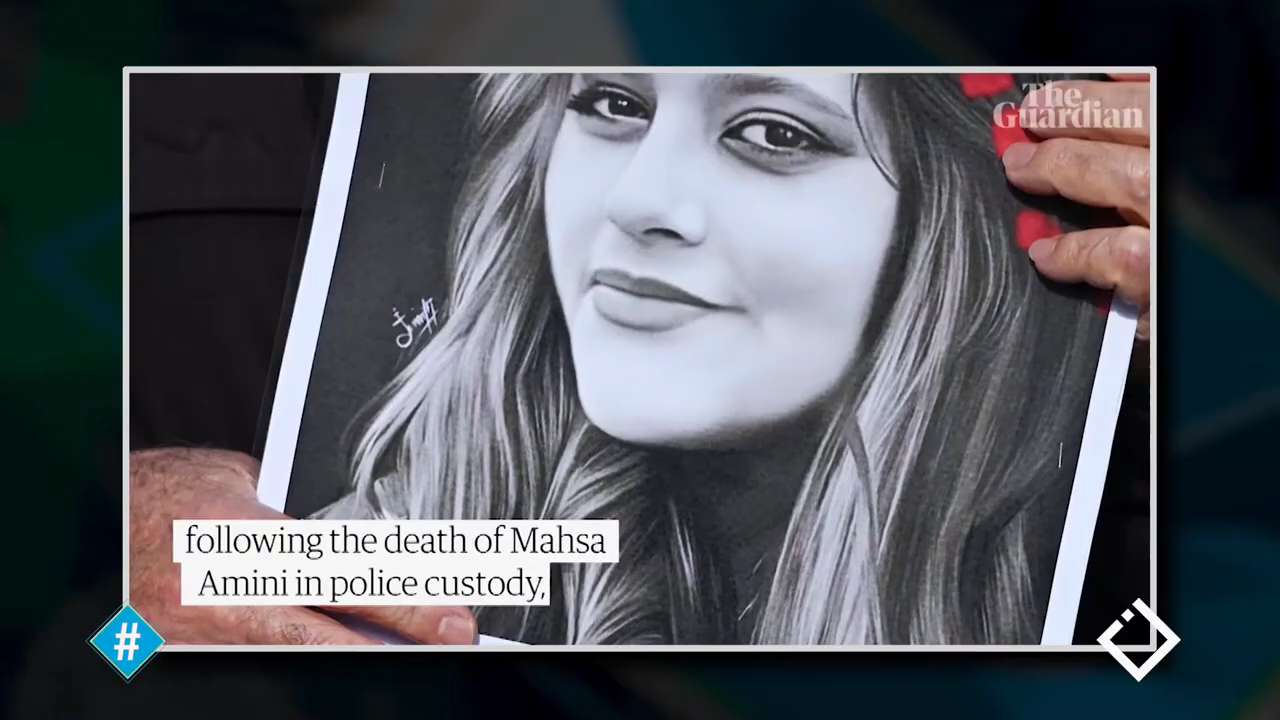 The
Guardian
following the death of Mahsa
Amini in police custody,
#